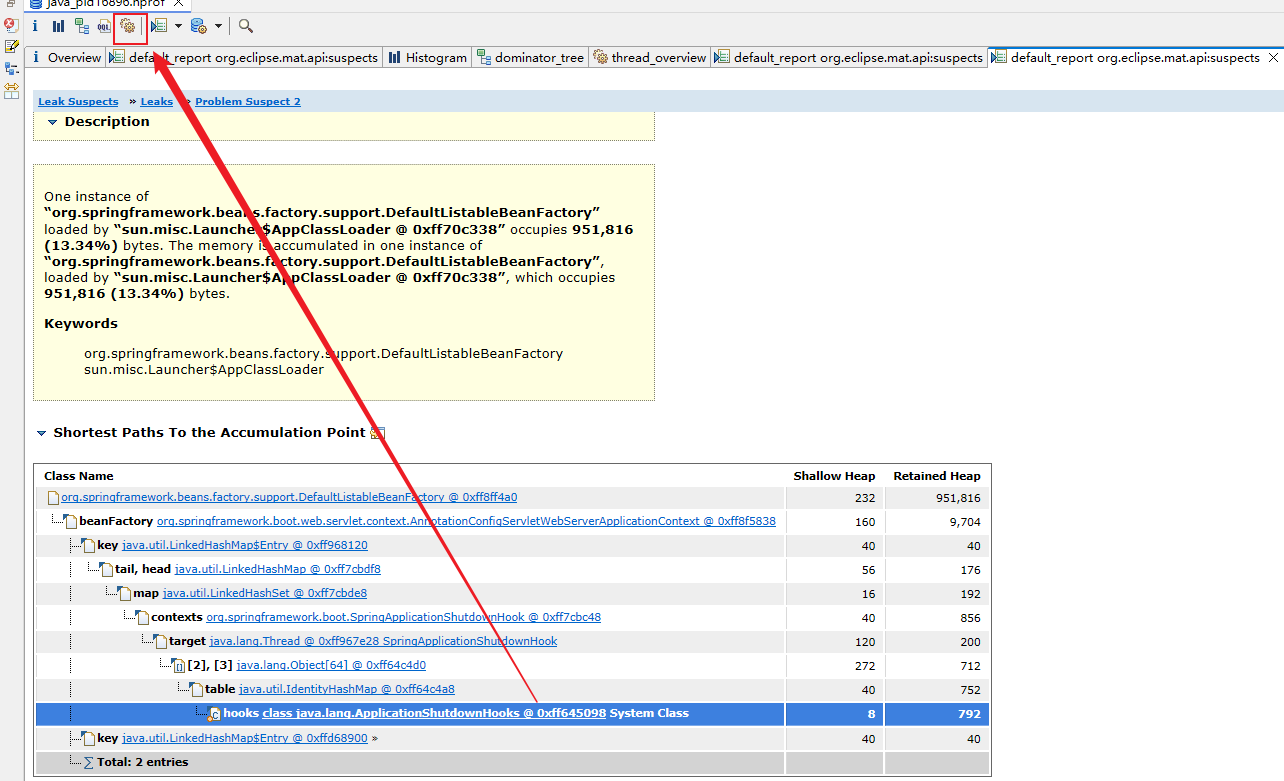 java_pid16896.hprof
i OQL
i Overview default_report org.eclipse.mat.api:suspects Histogram dominator_tree thread_overview default_report org.eclipse.mat.api:suspects default_report org.eclipse.mat.api:suspects
Leak Suspects » Leaks » Problem Suspect 2
Description
One instance of
“org.springframework.beans.factory.support.DefaultListableBeanFactory”
loaded by “sun.misc.Launcher$AppClassLoader @ 0xff70c338” occupies 951,816
(13.34%) bytes. The memory is accumulated in one instance of
“org.springframework.beans.factory.support.DefaultListableBeanFactory”,
loaded by “sun.misc.Launcher$AppClassLoader @ 0xff70c338”, which occupies
951,816 (13.34%) bytes.
Keywords
org.springframework.beans.factory.support.DefaultListableBeanFactory
sun.misc.Launcher$AppClassLoader
Shortest Paths To the Accumulation Point
Class Name Shallow Heap Retained Heap
org.springframework.beans.factory.support.DefaultListableBeanFactory @ 0xff8ff4a0 232 951,816
beanFactory org.springframework.boot.web.servlet.context.AnnotationConfigServletWebServerApplicationContext @ 0xff8f5838 160 9,704
key java.util.LinkedHashMap$Entry @ 0xff968120 40 40
tail, head java.util.LinkedHashMap @ 0xff7cbdf8 56 176
map java.util.LinkedHashSet @ 0xff7cbde8 16 192
contexts org.springframework.boot.SpringApplicationShutdownHook @ 0xff7cbc48 40 856
target java.lang.Thread @ 0xff967e28 SpringApplicationShutdownHook 120 200
[2], [3] java.lang.Object[64] @ 0xff64c4d0 272 712
table java.util.IdentityHashMap @ 0xff64c4a8 40 752
hooks class java.lang.ApplicationShutdownHooks @ 0xff645098 System Class 8 792
key java.util.LinkedHashMap$Entry @ 0xffd68900 » 40 40
∑ Total: 2 entries